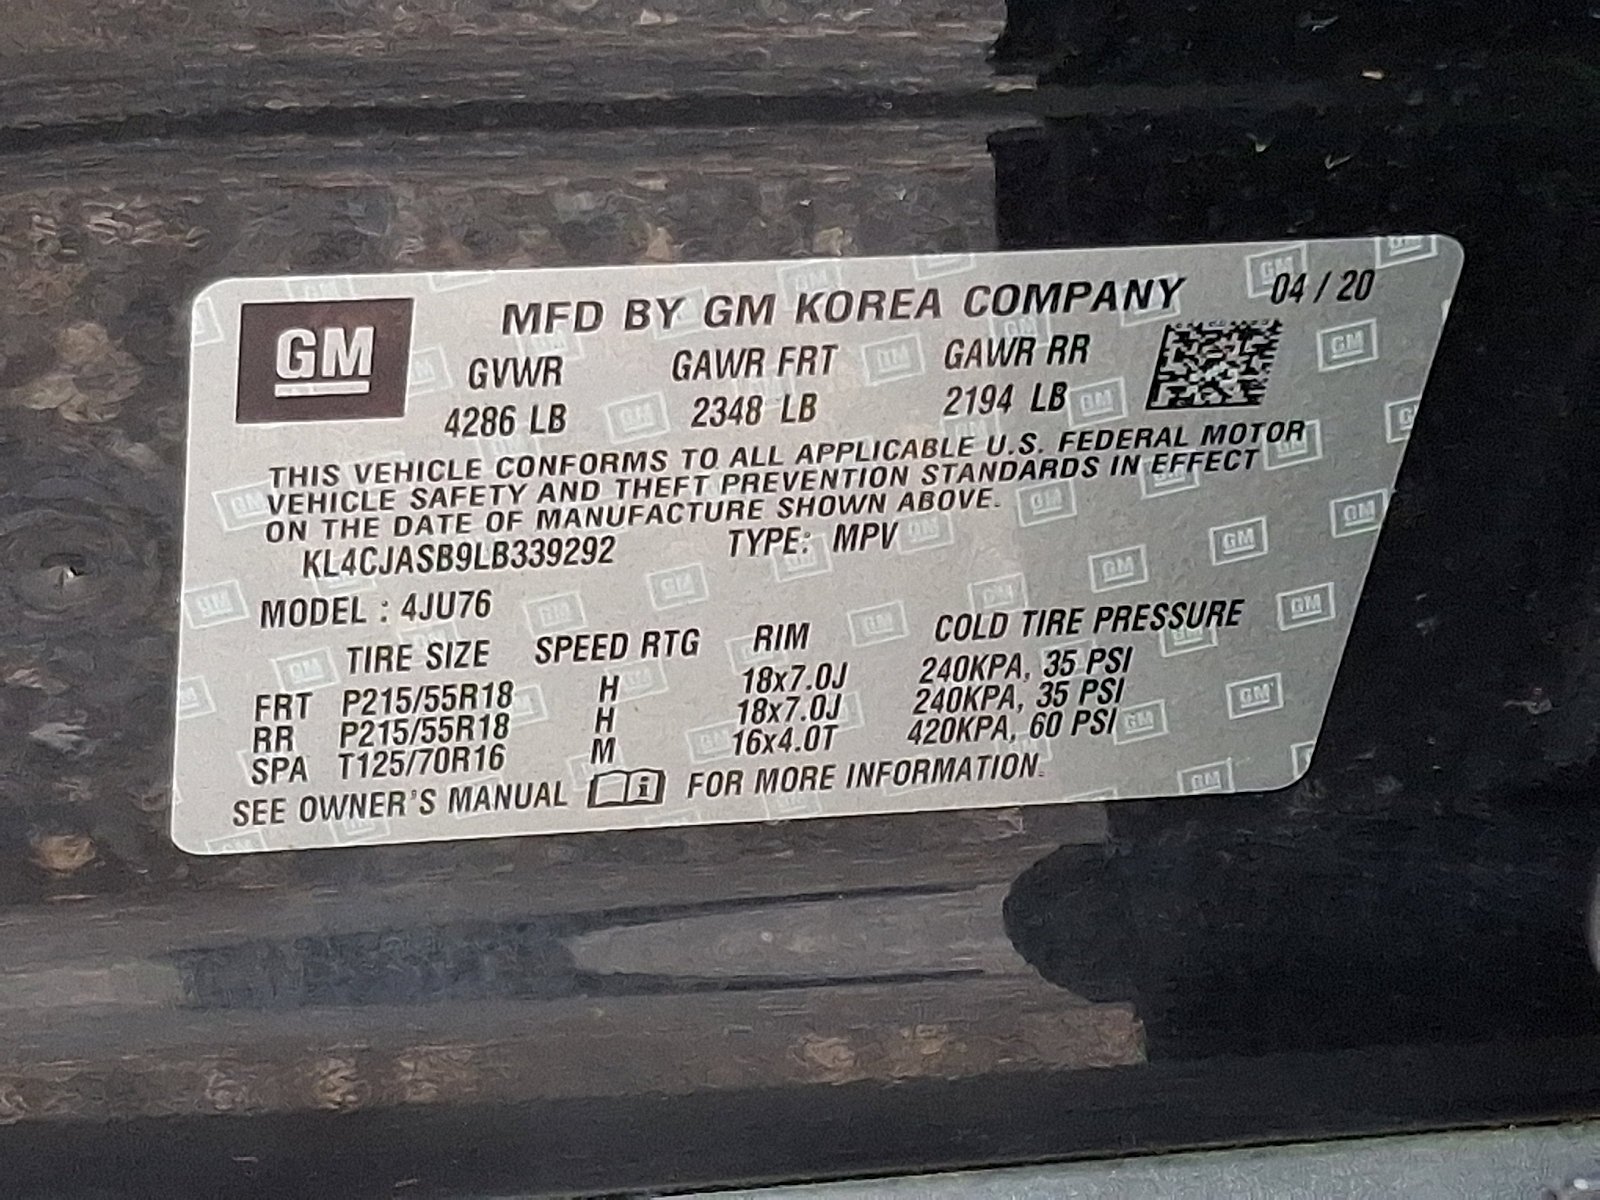 GM
MFD BY GM KOREA COMPANY 04 / 20
GVWR GAWR FRT GAWR RR
4286 LB 2348 LB 2194 LB
THIS VEHICLE CONFORMS TO ALL APPLICABLE U.S. FEDERAL MOTOR
VEHICLE SAFETY AND THEFT PREVENTION STANDARDS IN EFFECT
ON THE DATE OF MANUFACTURE SHOWN ABOVE.
KL4CJASB9LB339292 TYPE: MPV
MODEL : 4JU76
TIRE SIZE SPEED RTG RIM COLD TIRE PRESSURE
FRT P215/55R18 H 18x7.0J 240KPA, 35 PSI
RR P215/55R18 H 18x7.0J 240KPA, 35 PSI
SPA T125/70R16 M 16x4.0T 420KPA, 60 PSI
SEE OWNER'S MANUAL FOR MORE INFORMATION.